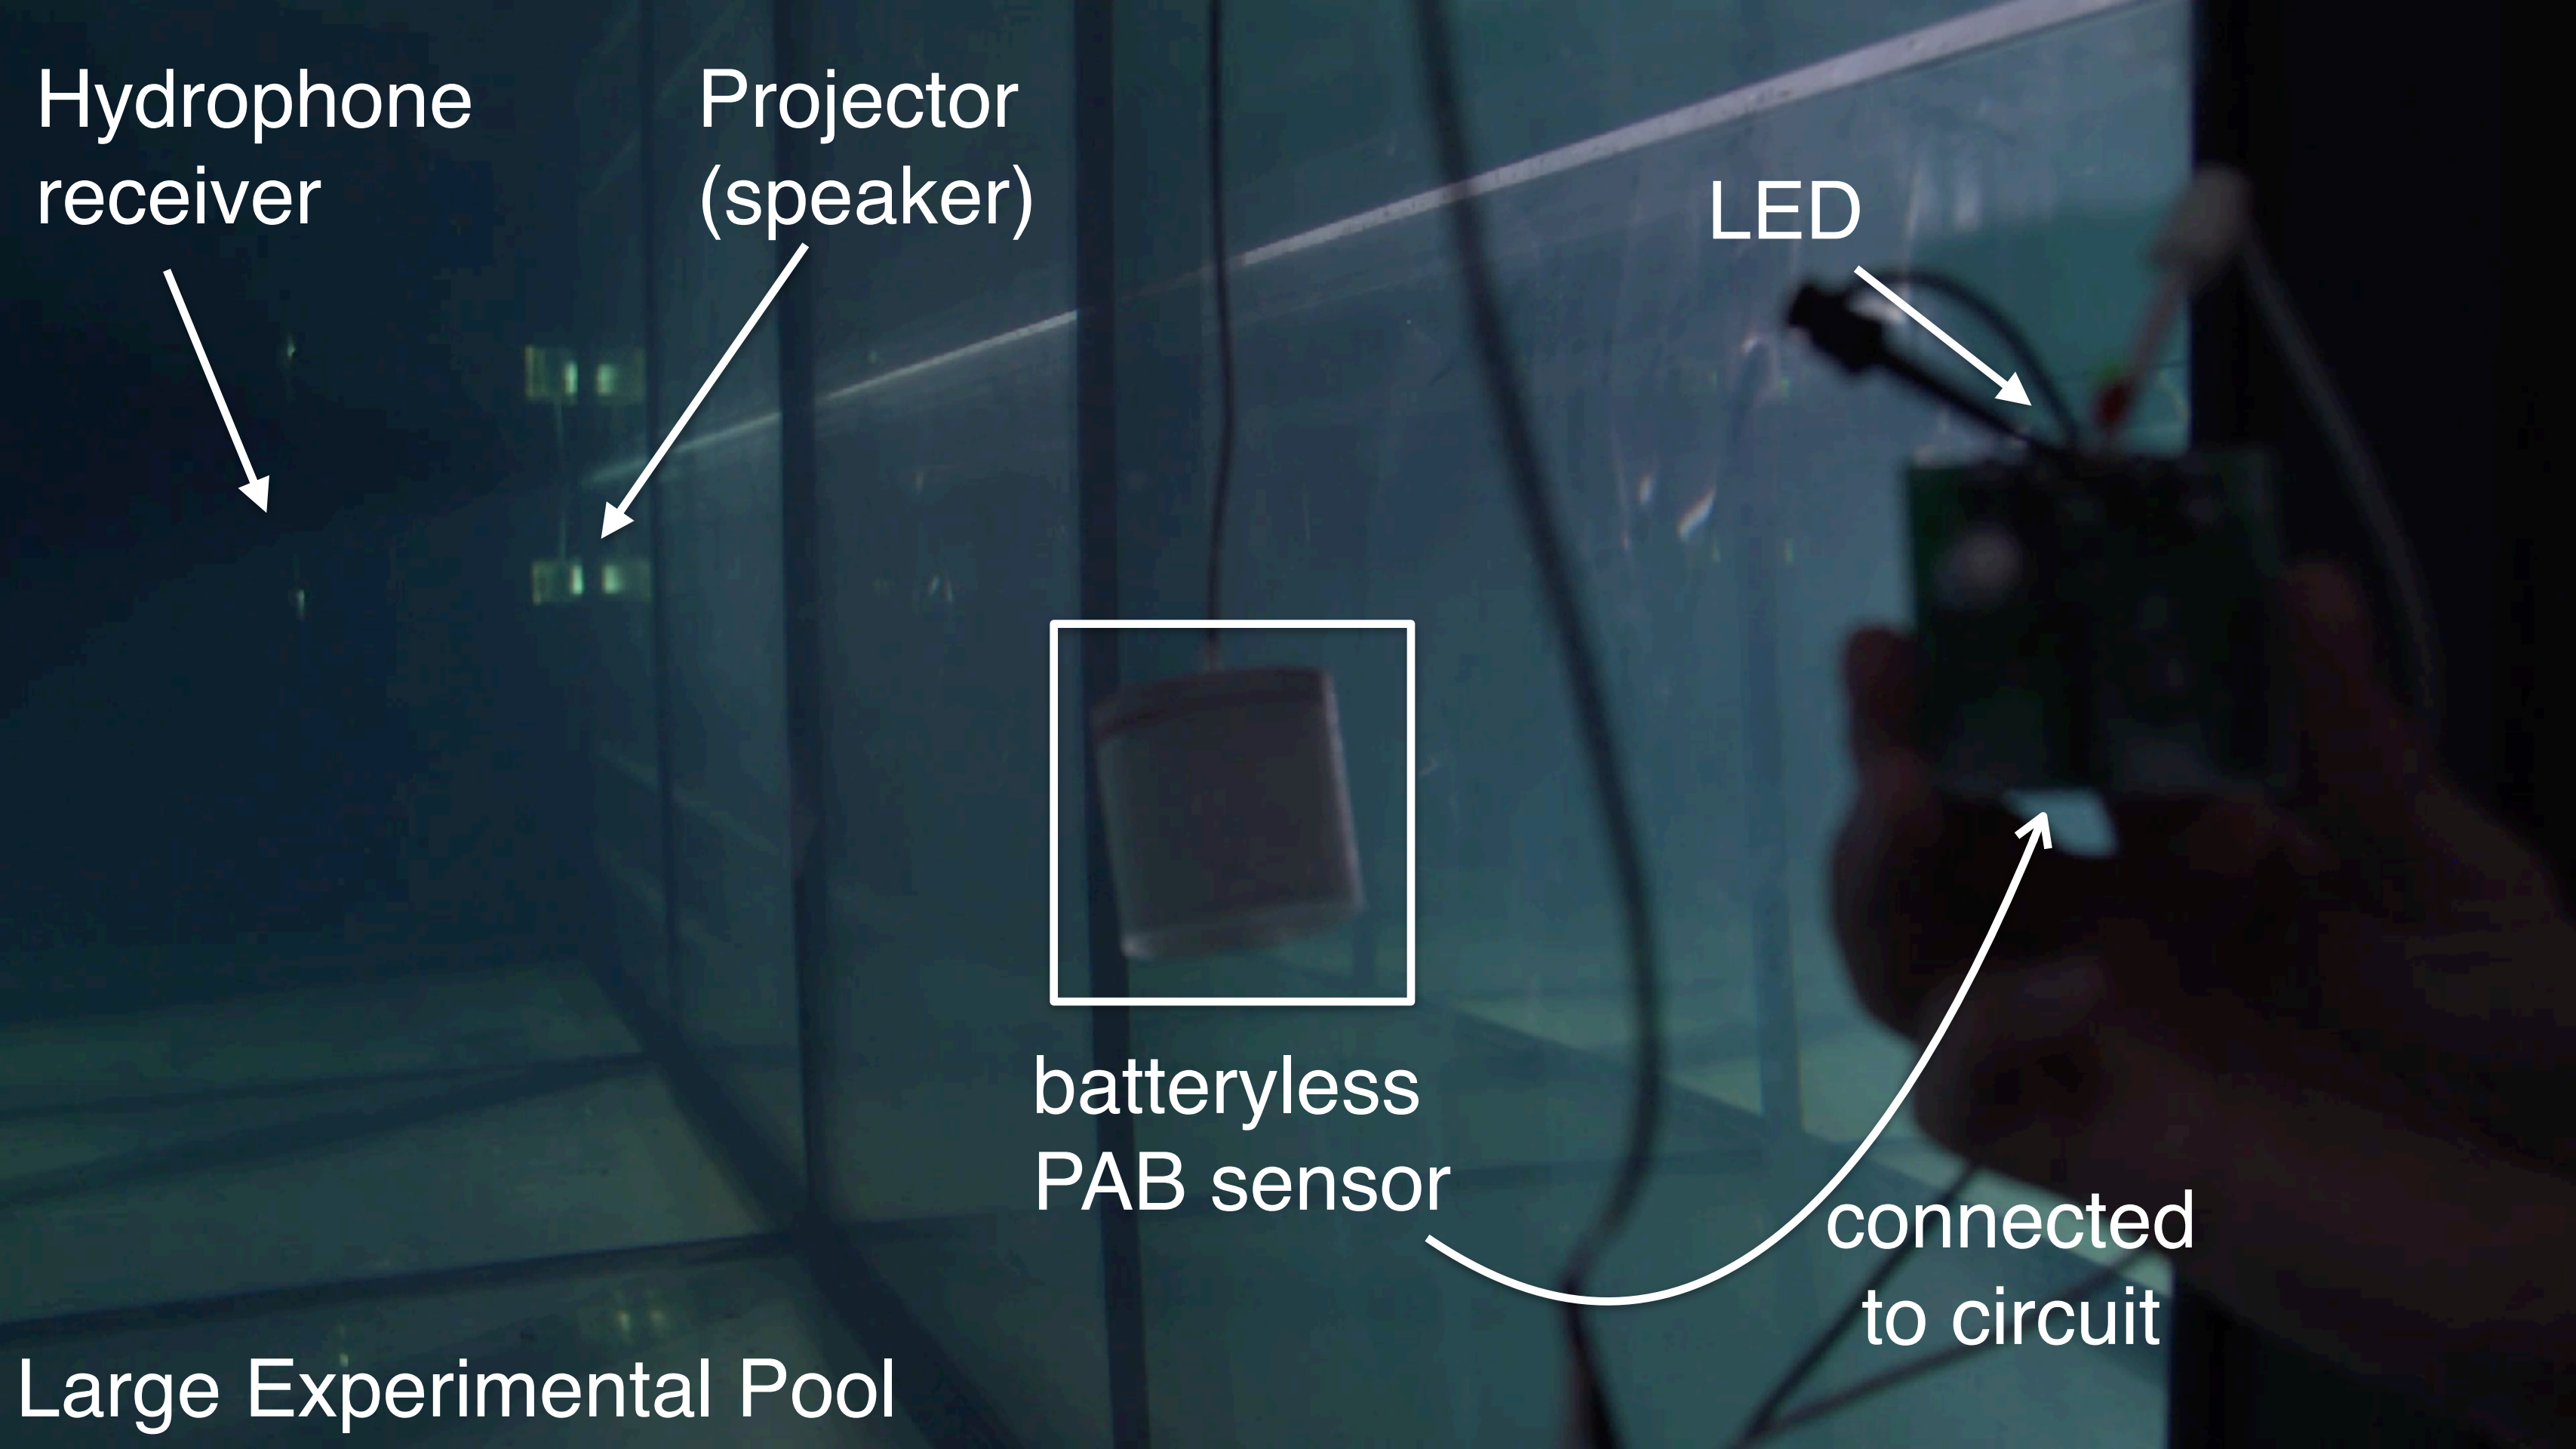 Hydrophone
receiver
Projector
(speaker)
LED
batteryless
PAB sensor
connected
to circuit
Large Experimental Pool